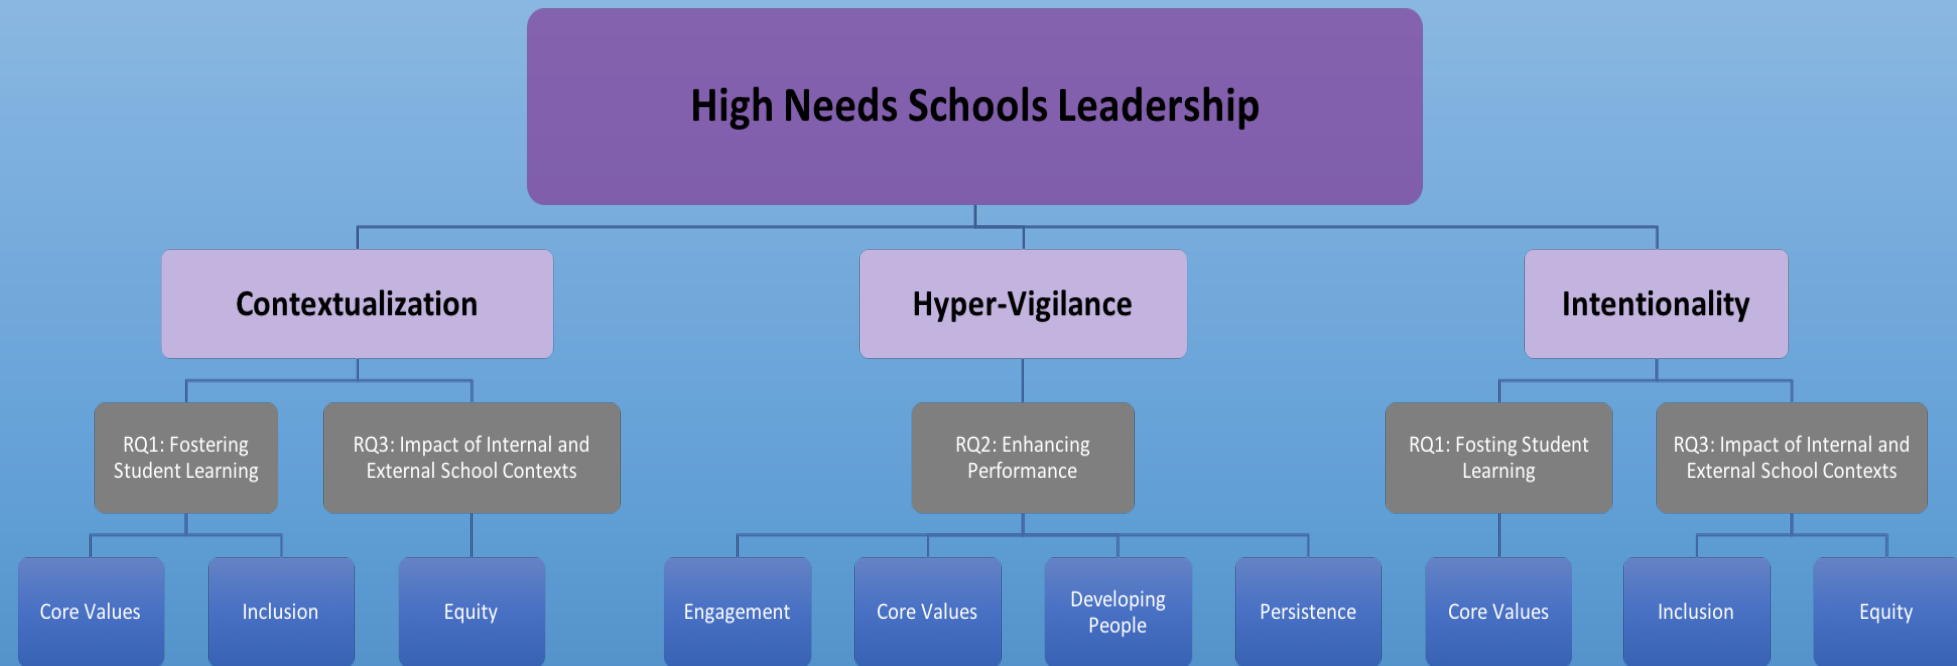 High Needs Schools Leadership
Contextualization
Hyper-Vigilance
Intentionality
RQ1: Fostering
Student Learning
RQ3: Impact of Internal and
External School Contexts
RQ2: Enhancing
Performance
RQ1: Fosting Student
Learning
RQ3: Impact of Internal and
External School Contexts
Core Values
Inclusion
Equity
Engagement
Core Values
Developing
People
Persistence
Core Values
Inclusion
Equity